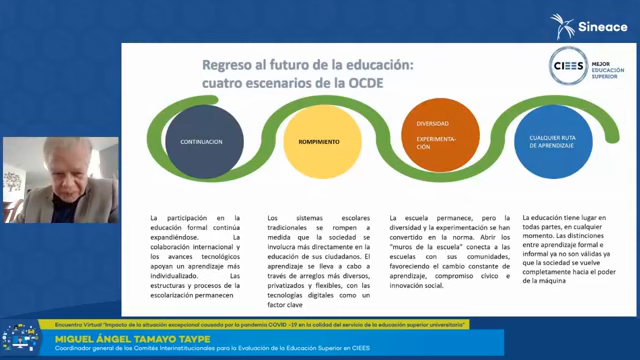 Sineace
Regreso al futuro de la educación:
cuatro escenarios de la OCDE
CIEES
MEJOR
EDUCACIÓN
SUPERIOR
CONTINUACION
ROMPIMIENTO
DIVERSIDAD
EXPERIMENTA-
CIÓN
CUALQUIER RUTA
DE APRENDIZAJE
La participación en la
educación formal continúa
expandiéndose. La
colaboración internacional y
los avances tecnológicos
apoyan un aprendizaje más
individualizado. Las
estructuras y procesos de la
escolarización permanecen
Los sistemas escolares
tradicionales se rompen a
medida que la sociedad se
involucra más directamente en la
educación de sus ciudadanos. El
aprendizaje se lleva a cabo a
través de arreglos más diversos,
privatizados y flexibles, con las
tecnologías digitales como un
factor clave
La escuela permanece, pero la
diversidad y la experimentación se
han convertido en la norma. Abrir los
"muros de la escuela" conecta a las
escuelas con sus comunidades,
favoreciendo el cambio constante de
aprendizaje, compromiso cívico e
innovación social.
La educación tiene lugar en
todas partes, en cualquier
momento. Las distinciones
entre aprendizaje formal e
informal ya no son válidas ya
que la sociedad se vuelve
completamente hacia el poder
de la máquina
Encuentro Virtual "Impacto de la situación excepcional causada por la pandemia COVID -19 en la calidad del servicio de la educación superior universitaria"
MIGUEL ÁNGEL TAMAYO TAYPE
Coordinador general de los Comités Interinstitucionales para la Evaluación de la Educación Superior en CIEES